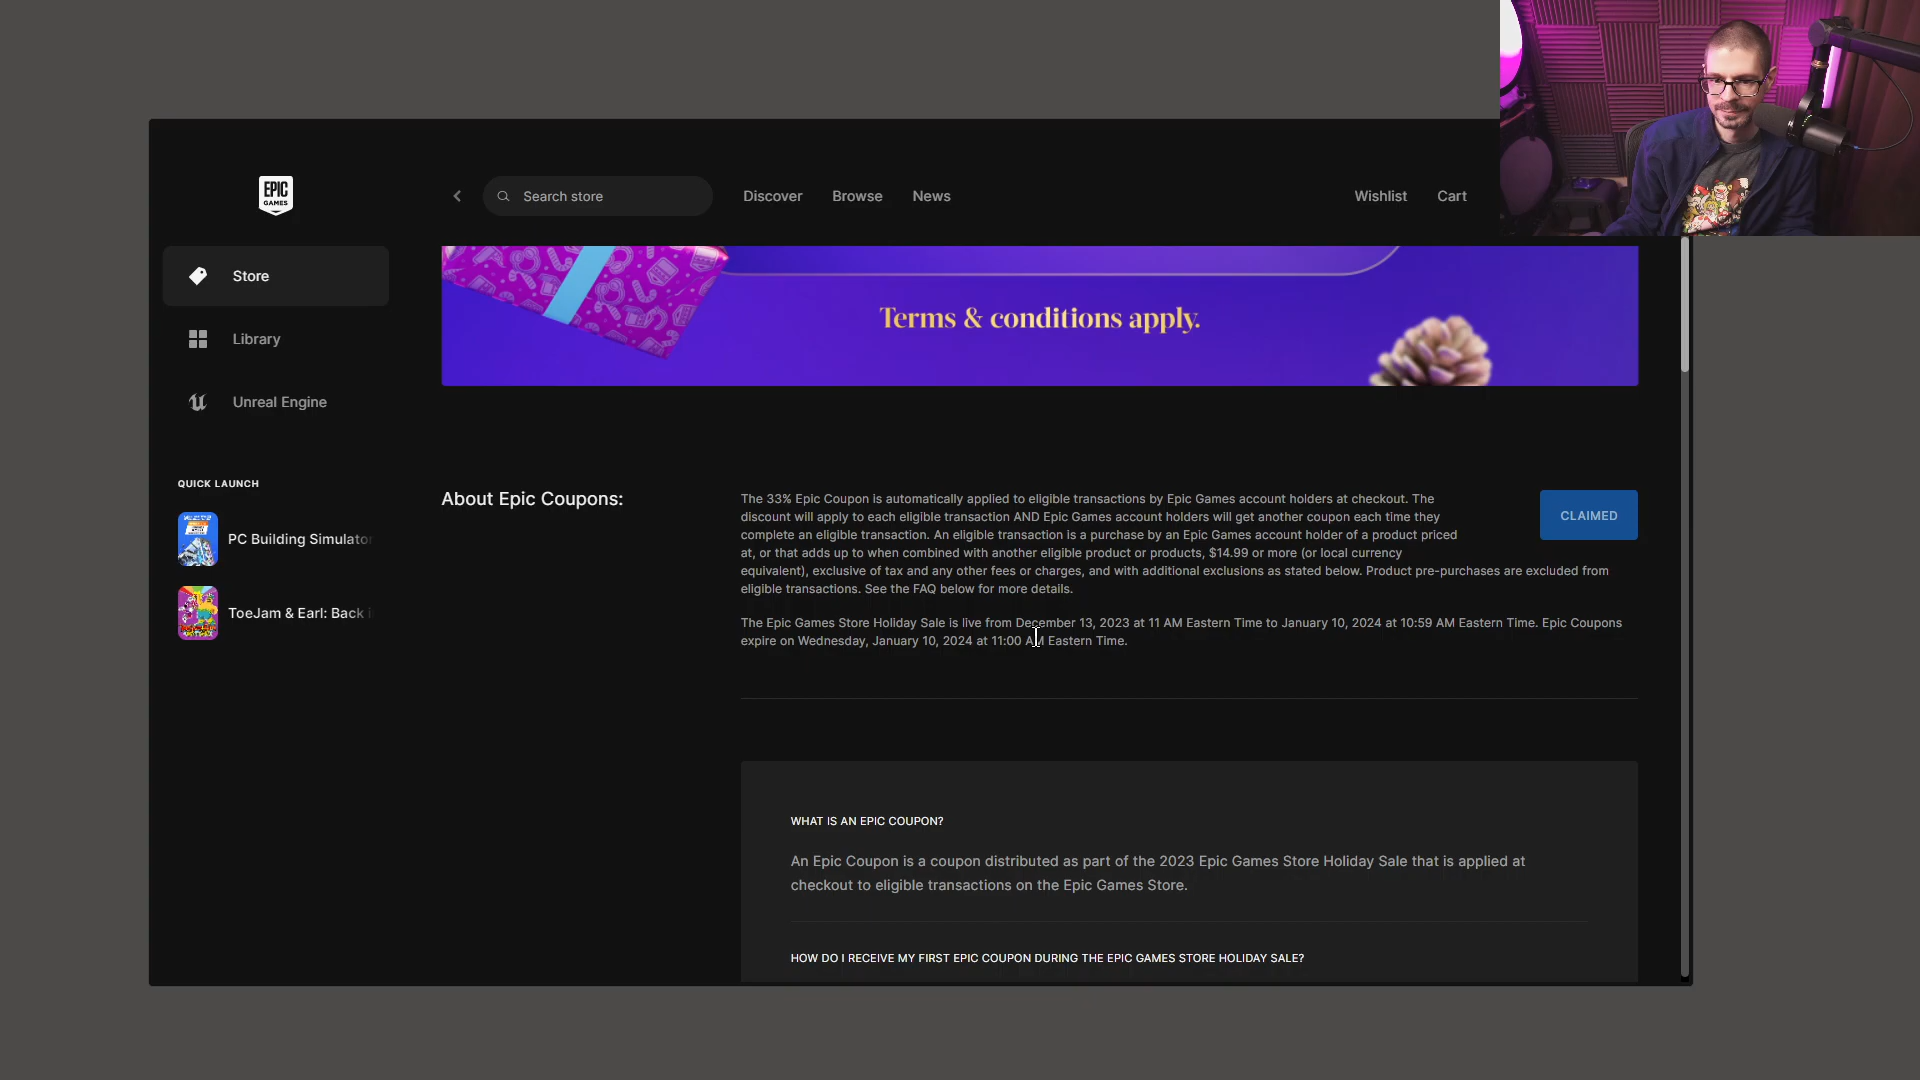 EPIC
GAMES
Search store
Discover
Browse
News
Wishlist
Cart
Store
Library
Unreal Engine
QUICK LAUNCH
PC Building Simulator
ToeJam & Earl: Back i
Terms & conditions apply.
About Epic Coupons:
The 33% Epic Coupon is automatically applied to eligible transactions by Epic Games account holders at checkout. The
discount will apply to each eligible transaction AND Epic Games account holders will get another coupon each time they
complete an eligible transaction. An eligible transaction is a purchase by an Epic Games account holder of a product priced
at, or that adds up to when combined with another eligible product or products, $14.99 or more (or local currency
equivalent), exclusive of tax and any other fees or charges, and with additional exclusions as stated below. Product pre-purchases are excluded from
eligible transactions. See the FAQ below for more details.
CLAIMED
The Epic Games Store Holiday Sale is live from December 13, 2023 at 11 AM Eastern Time to January 10, 2024 at 10:59 AM Eastern Time. Epic Coupons
expire on Wednesday, January 10, 2024 at 11:00 AM Eastern Time.
WHAT IS AN EPIC COUPON?
An Epic Coupon is a coupon distributed as part of the 2023 Epic Games Store Holiday Sale that is applied at
checkout to eligible transactions on the Epic Games Store.
HOW DO I RECEIVE MY FIRST EPIC COUPON DURING THE EPIC GAMES STORE HOLIDAY SALE?